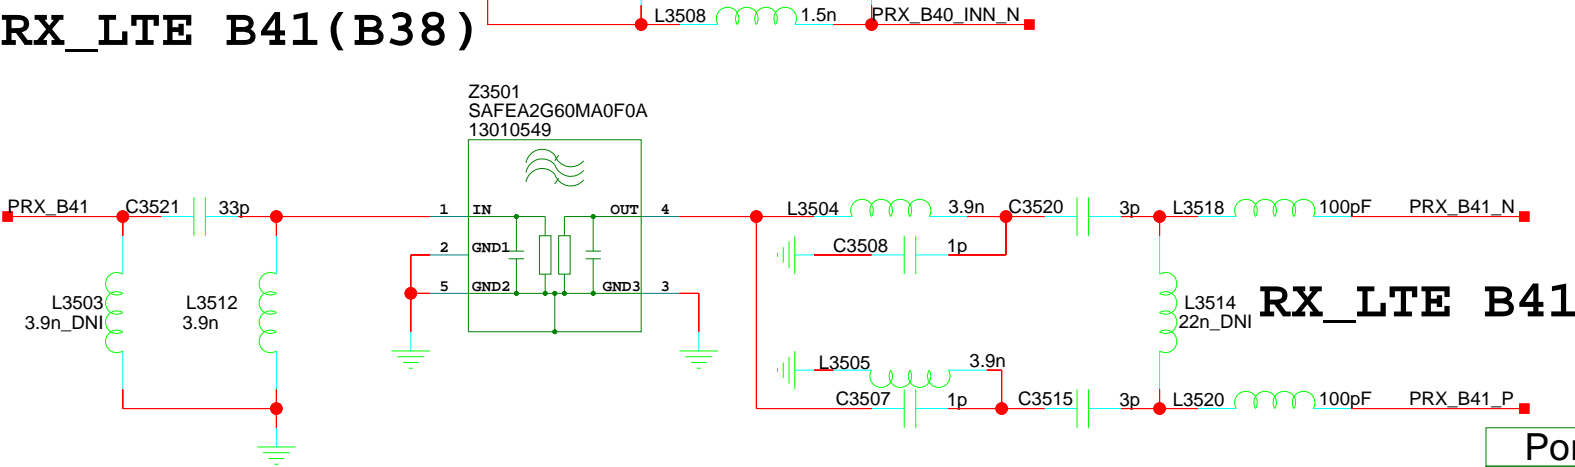 L3508 1.5n PRX_B40_INN_N
RX_LTE B41(B38)
Z3501
SAFEA2G60MA0F0A
13010549
PRX_B41 C3521 33p 1 IN OUT 4 L3504 3.9n C3520 3p L3518 100pF PRX_B41_N
2 GND1 C3508 1p
5 GND2 GND3 3
L3503 L3512 L3514 RX_LTE B41
3.9n_DNI 3.9n 22n_DNI
L3505 3.9n
C3507 1p C3515 3p L3520 100pF PRX_B41_P